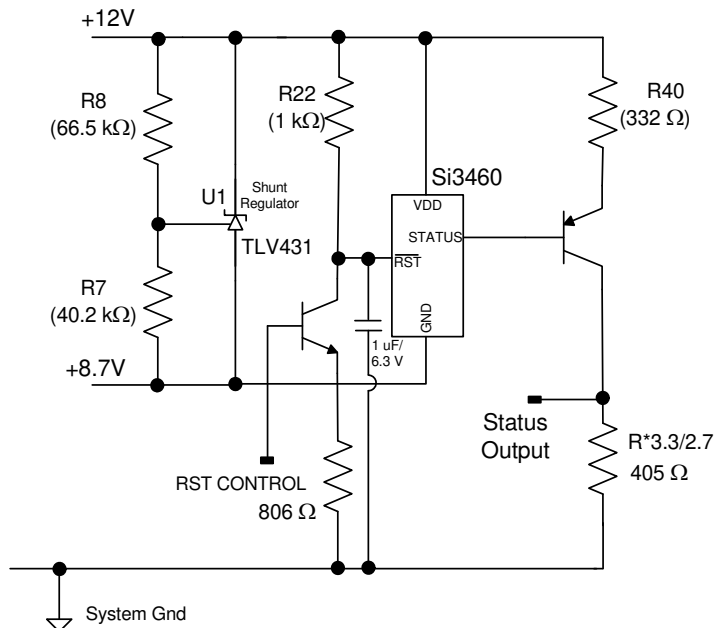 +12V
R8
(66.5 kΩ)
R22
(1 kΩ)
R40
(332 Ω)
Si3460
U1
Shunt
Regulator
TLV431
VDD
STATUS
RST
GND
R7
(40.2 kΩ)
1 uF/
6.3 V
+8.7V
Status
Output
R*3.3/2.7
405 Ω
RST CONTROL
806 Ω
System Gnd